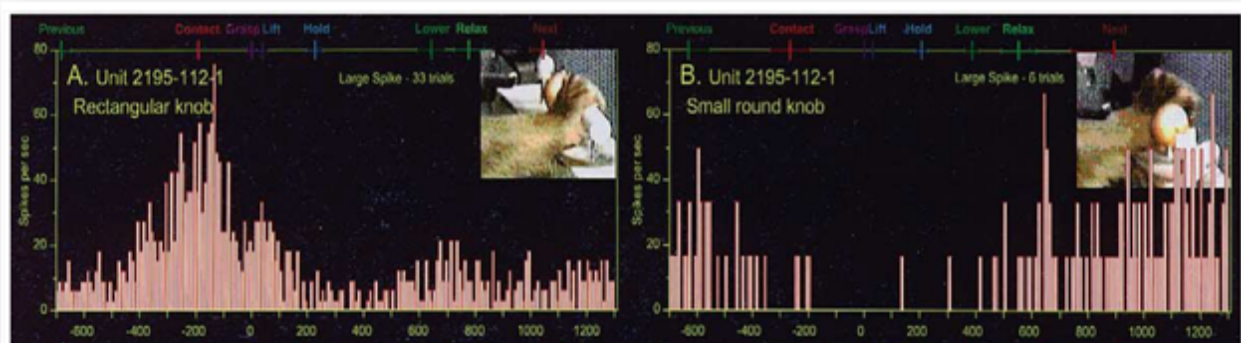 Previous Contact Grasp Lift Hold Lower Relax Next
80
60
40
20
0
Spikes per sec
A. Unit 2195-112-1
Rectangular knob
Large Spike - 33 trials
-600 -400 -200 0 200 400 600 800 1000 1200
Previous Contact Grasp Lift Hold Lower Relax Next
80
60
40
20
0
Spikes per sec
B. Unit 2195-112-1
Small round knob
Large Spike - 6 trials
-600 -400 -200 0 200 400 600 800 1000 1200